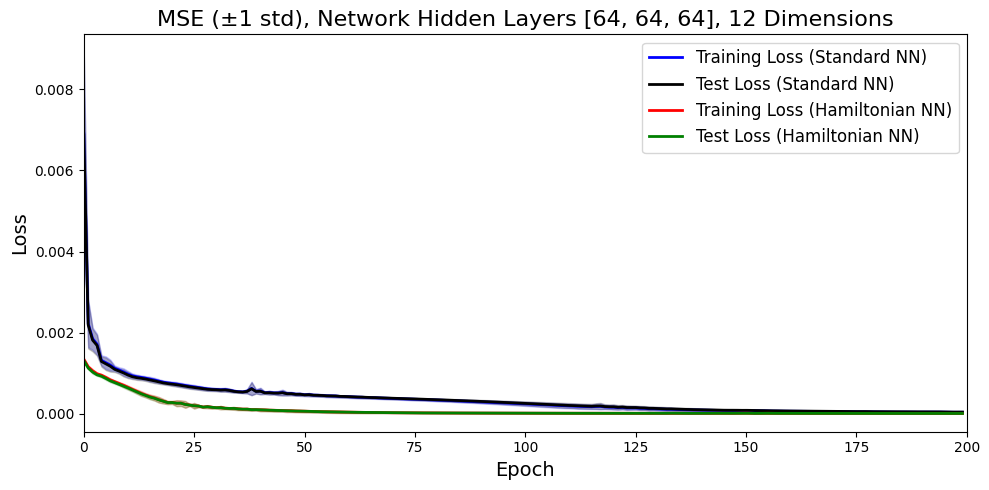 MSE (±1 std), Network Hidden Layers [64, 64, 64], 12 Dimensions
Training Loss (Standard NN)
Test Loss (Standard NN)
Training Loss (Hamiltonian NN)
Test Loss (Hamiltonian NN)
Loss
0.008
0.006
0.004
0.002
0.000
0 25 50 75 100 125 150 175 200
Epoch